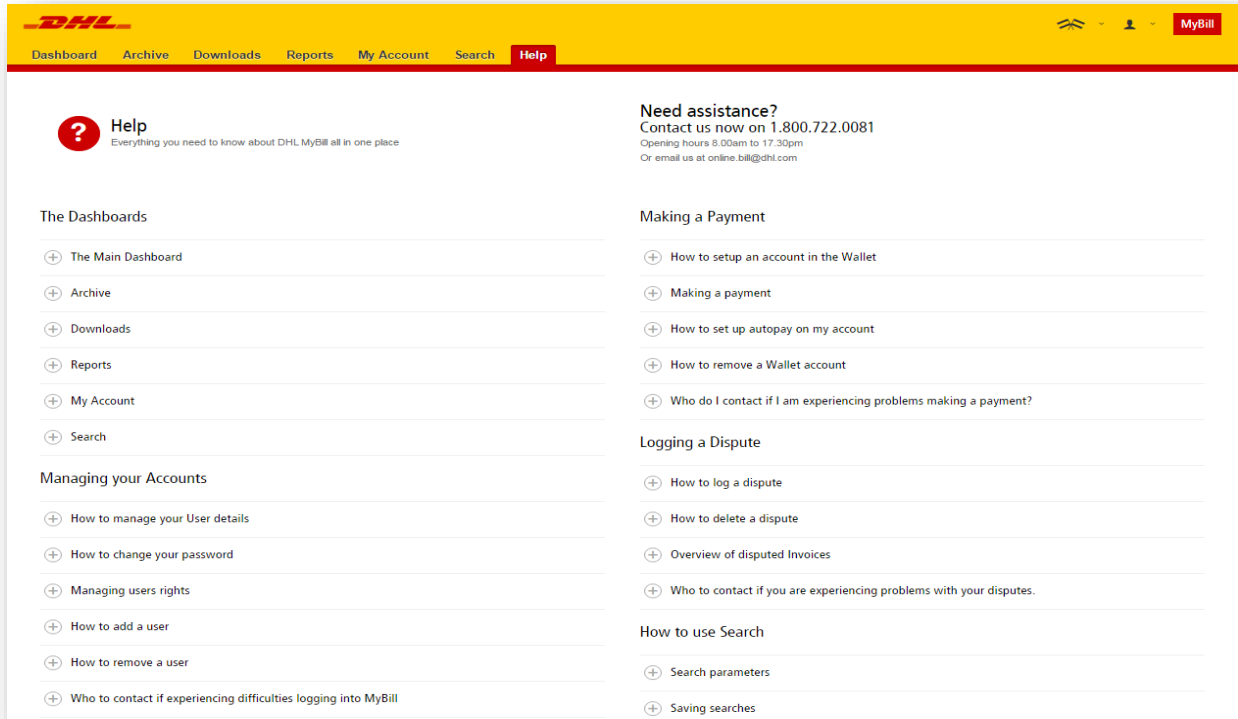 DHL
MyBill
Dashboard Archive Downloads Reports My Account Search Help
?
Help
Everything you need to know about DHL MyBill all in one place
Need assistance?
Contact us now on 1.800.722.0081
Opening hours 8.00am to 17.30pm
Or email us at online.bill@dhl.com
The Dashboards
The Main Dashboard
Archive
Downloads
Reports
My Account
Search
Managing your Accounts
How to manage your User details
How to change your password
Managing users rights
How to add a user
How to remove a user
Who to contact if experiencing difficulties logging into MyBill
Making a Payment
How to setup an account in the Wallet
Making a payment
How to set up autopay on my account
How to remove a Wallet account
Who do I contact if I am experiencing problems making a payment?
Logging a Dispute
How to log a dispute
How to delete a dispute
Overview of disputed Invoices
Who to contact if you are experiencing problems with your disputes.
How to use Search
Search parameters
Saving searches